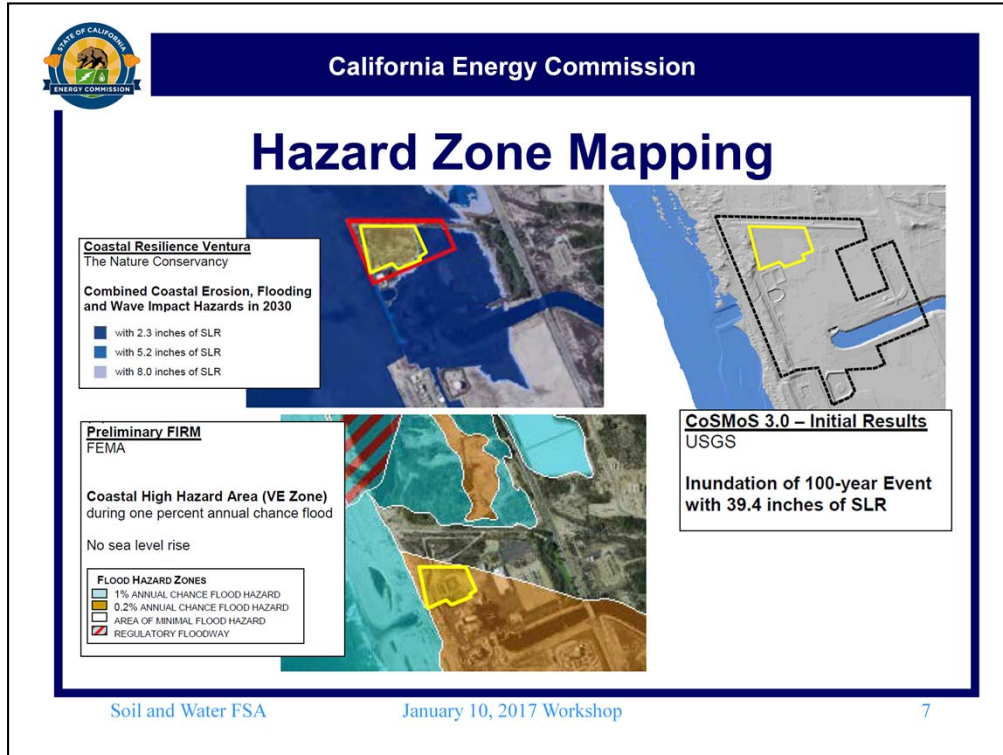 STATE OF CALIFORNIA
ENERGY COMMISSION
California Energy Commission
Hazard Zone Mapping
Coastal Resilience Ventura
The Nature Conservancy
Combined Coastal Erosion, Flooding
and Wave Impact Hazards in 2030
with 2.3 inches of SLR
with 5.2 inches of SLR
with 8.0 inches of SLR
Preliminary FIRM
FEMA
Coastal High Hazard Area (VE Zone)
during one percent annual chance flood
No sea level rise
FLOOD HAZARD ZONES
1% ANNUAL CHANCE FLOOD HAZARD
0.2% ANNUAL CHANCE FLOOD HAZARD
AREA OF MINIMAL FLOOD HAZARD
REGULATORY FLOODWAY
CoSMoS 3.0 – Initial Results
USGS
Inundation of 100-year Event
with 39.4 inches of SLR
Soil and Water FSA
January 10, 2017 Workshop
7